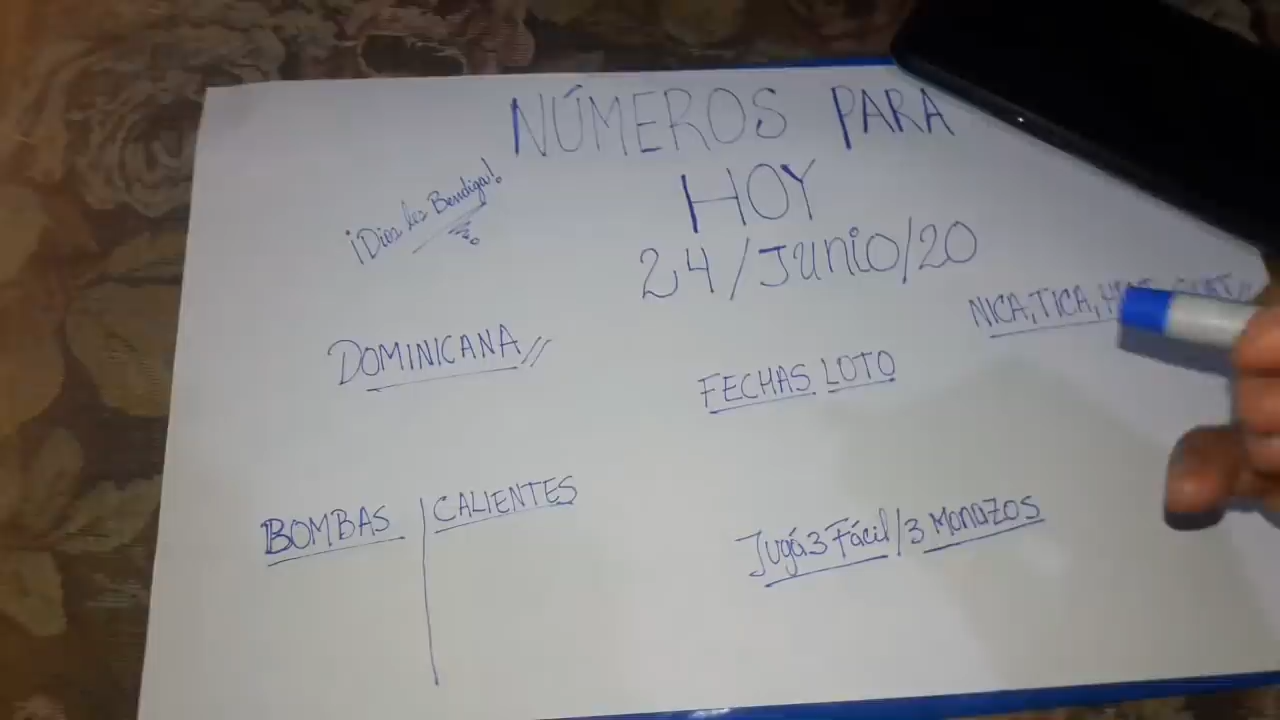 NÚMEROS PARA
HOY
24/Junio/20
¡Dios les Bendiga!
NICA, TICA,
DOMINICANA //
FECHAS LOTO
BOMBAS | CALIENTES
Jugá3 Fácil / 3 MonaZos